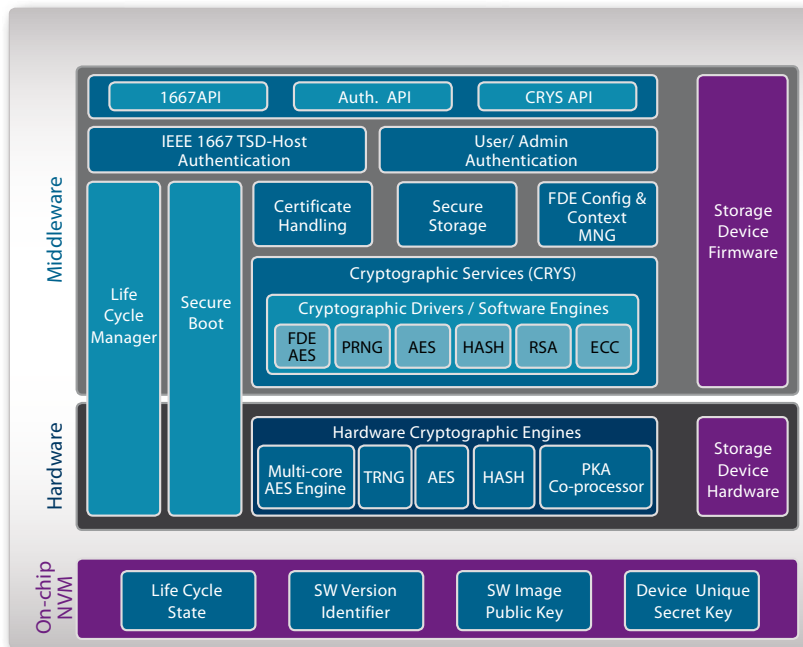 1667API
Auth. API
CRYS API
IEEE 1667 TSD-Host
Authentication
User/ Admin
Authentication
Middleware
Life
Cycle
Manager
Secure
Boot
Certificate
Handling
Secure
Storage
FDE Config &
Context
MNG
Storage
Device
Firmware
Cryptographic Services (CRYS)
Cryptographic Drivers / Software Engines
FDE
AES
PRNG
AES
HASH
RSA
ECC
Hardware
Hardware Cryptographic Engines
Multi-core
AES Engine
TRNG
AES
HASH
PKA
Co-processor
Storage
Device
Hardware
On-chip
NVM
Life Cycle
State
SW Version
Identifier
SW Image
Public Key
Device Unique
Secret Key